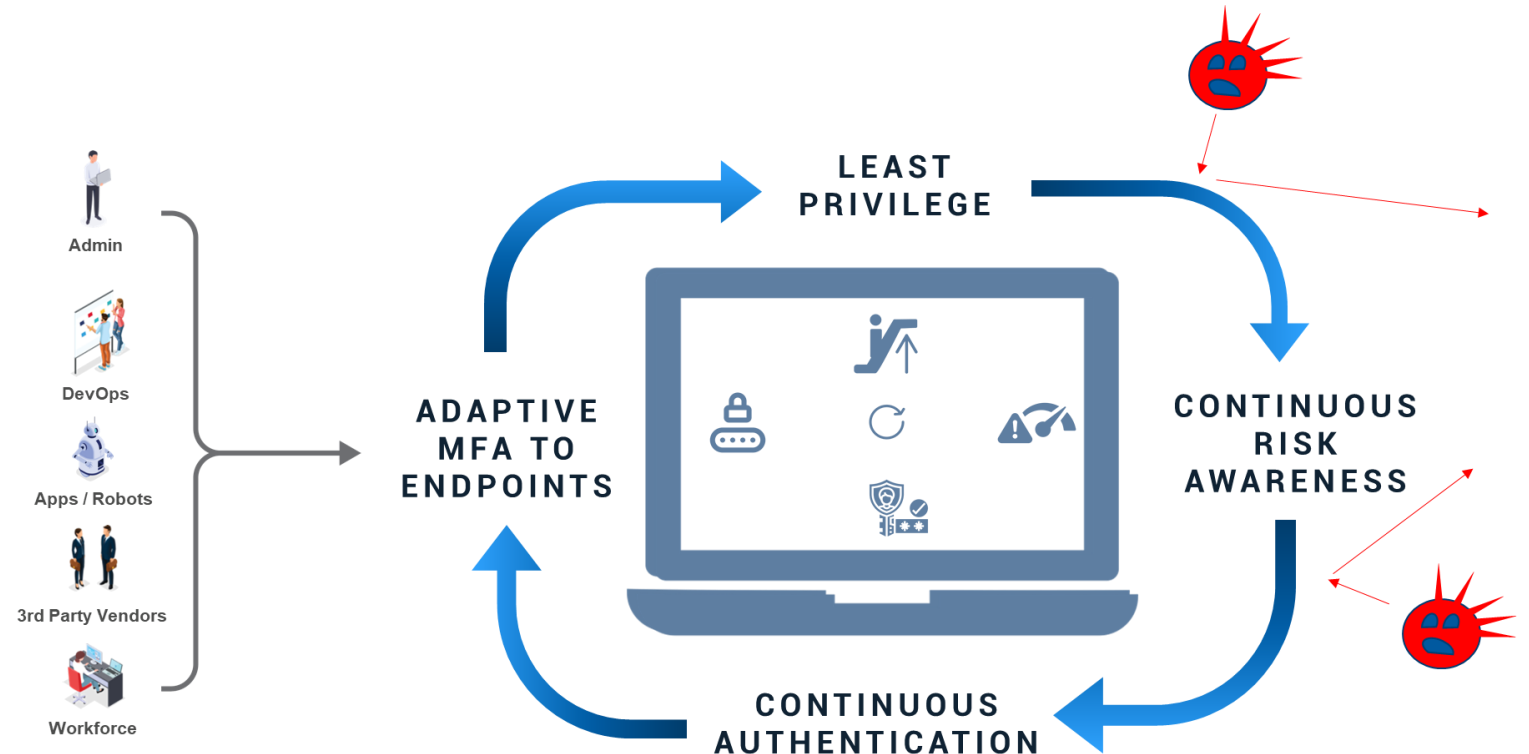 Admin
DevOps
Apps / Robots
3rd Party Vendors
Workforce
ADAPTIVE
MFA TO
ENDPOINTS
LEAST
PRIVILEGE
CONTINUOUS
RISK
AWARENESS
CONTINUOUS
AUTHENTICATION